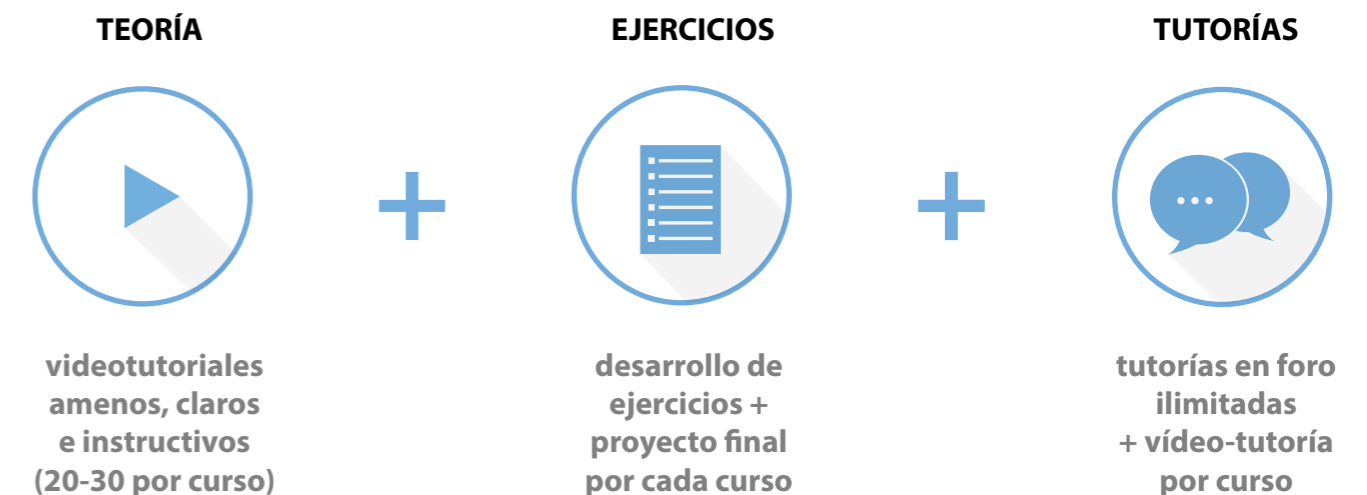 TEORÍA
videotutoriales
amenos, claros
e instructivos
(20-30 por curso)
EJERCICIOS
desarrollo de
ejercicios +
proyecto final
por cada curso
TUTORÍAS
tutorías en foro
ilimitadas
+ vídeo-tutoría
por curso